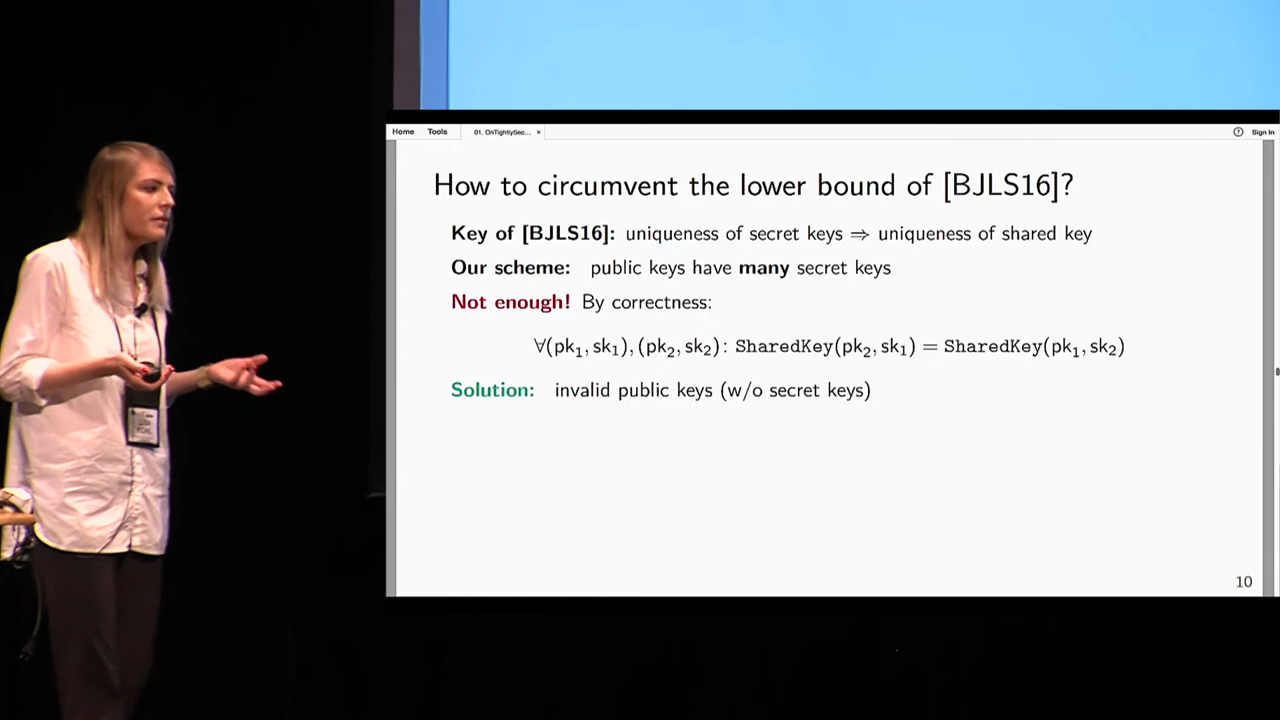 Home Tools 01. OnTightlySec... × ? Sign In
How to circumvent the lower bound of [BJLS16]?
Key of [BJLS16]: uniqueness of secret keys ⇒ uniqueness of shared key
Our scheme: public keys have many secret keys
Not enough! By correctness:
∀(pk₁, sk₁), (pk₂, sk₂): SharedKey(pk₂, sk₁) = SharedKey(pk₁, sk₂)
Solution: invalid public keys (w/o secret keys)
10